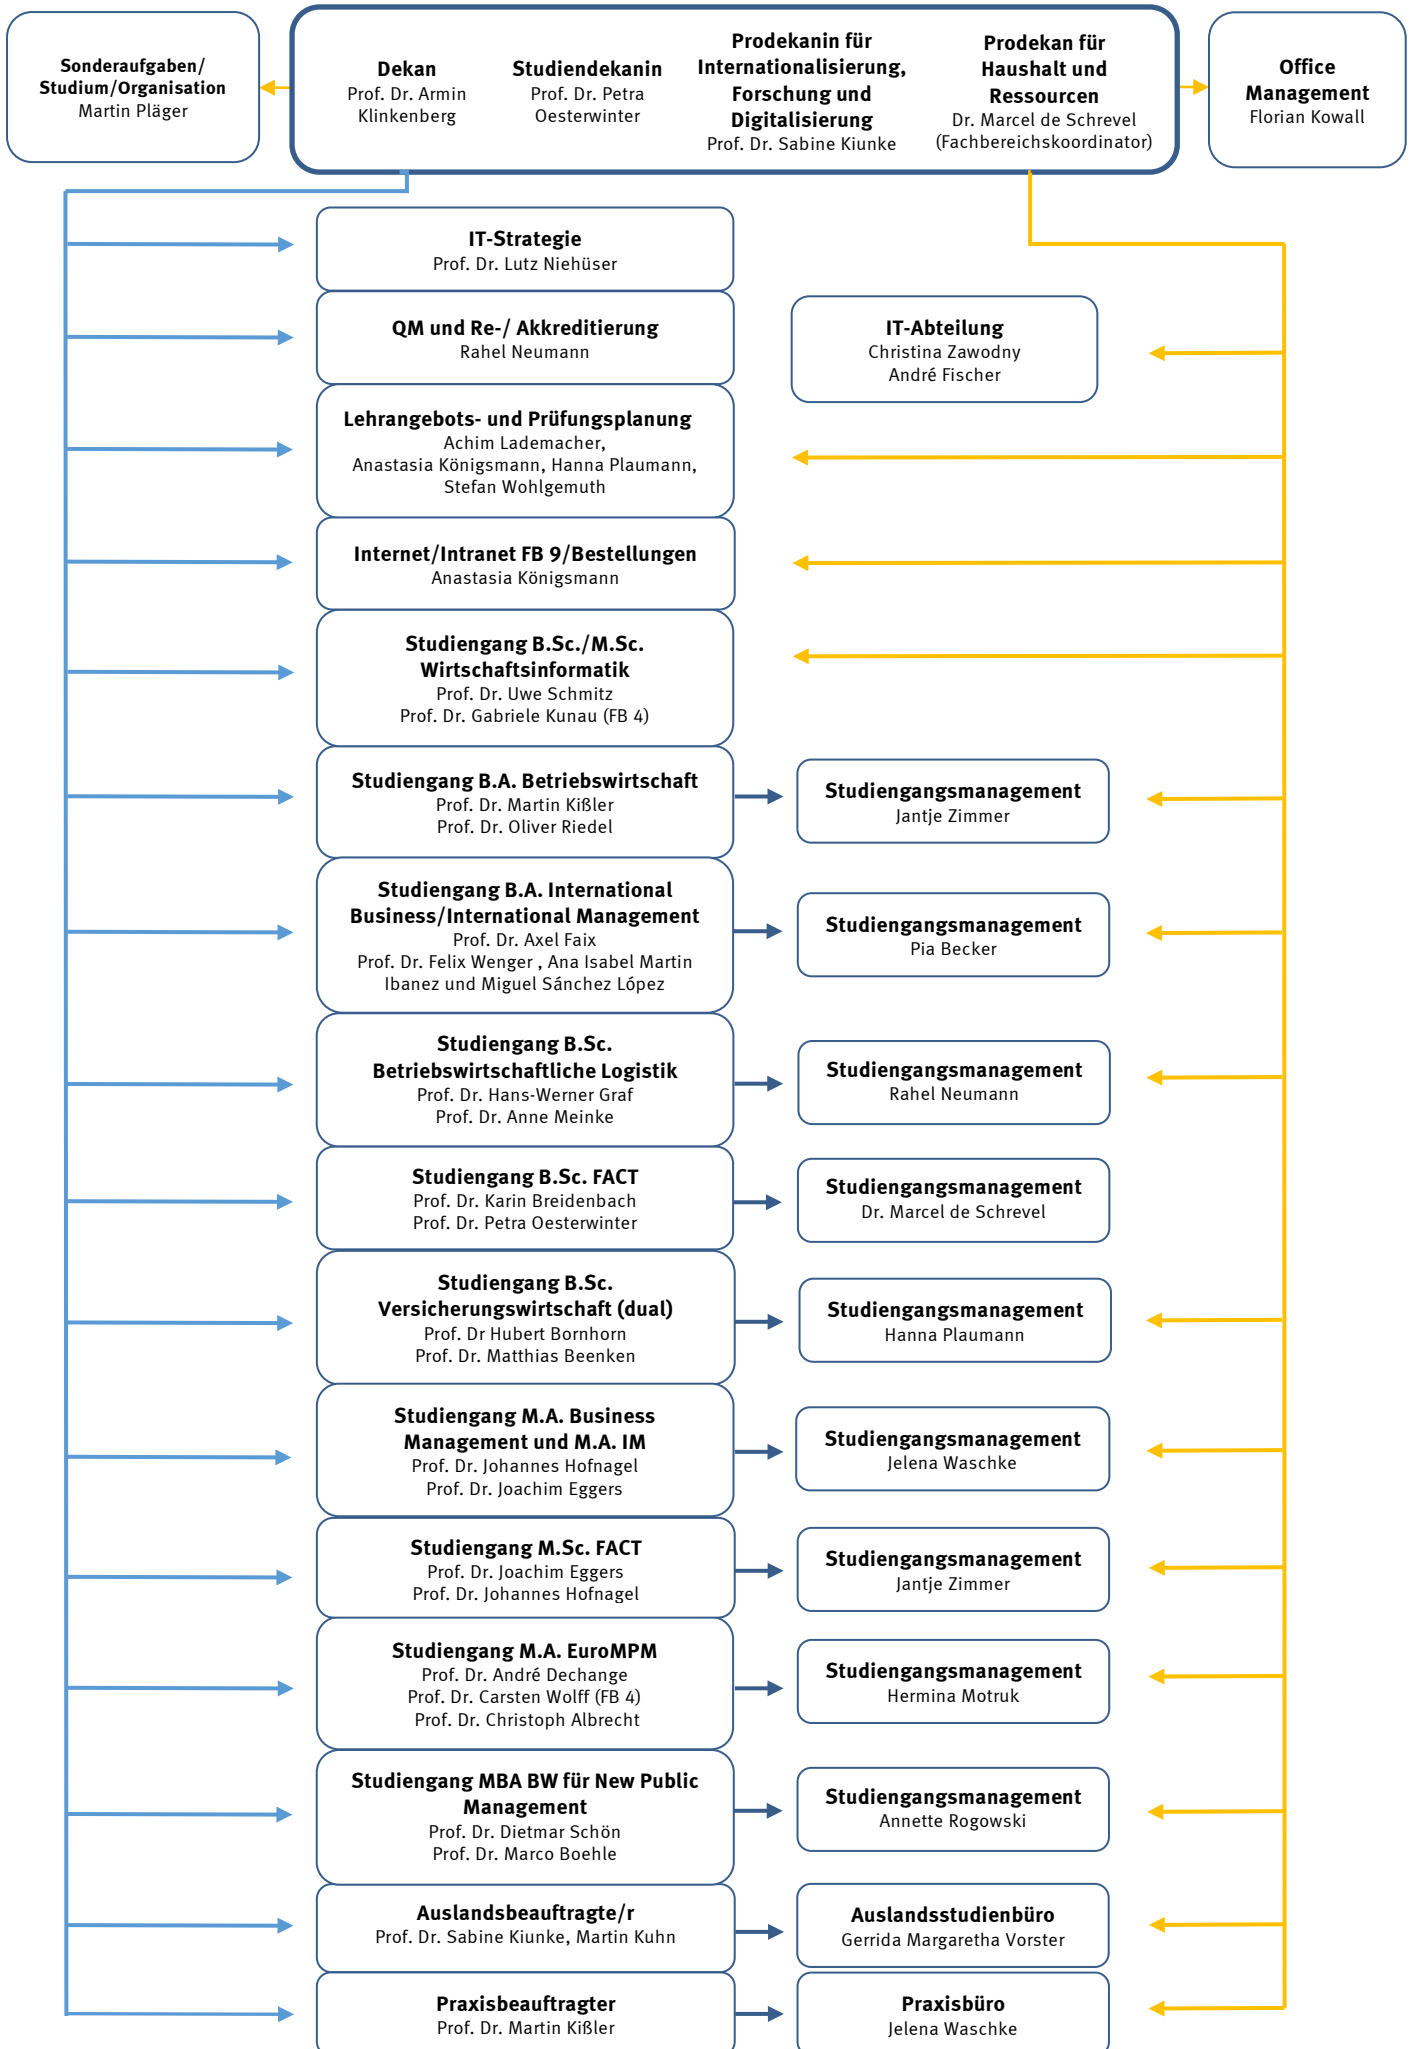 Sonderaufgaben/
Studium/Organisation
Martin Pläger
Dekan
Prof. Dr. Armin
Klinkenberg
Studiendekanin
Prof. Dr. Petra
Oesterwinter
Prodekanin für
Internationalisierung,
Forschung und
Digitalisierung
Prof. Dr. Sabine Kiunke
Prodekan für
Haushalt und
Ressourcen
Dr. Marcel de Schrevel
(Fachbereichskoordinator)
Office
Management
Florian Kowall
IT-Strategie
Prof. Dr. Lutz Niehüser
QM und Re-/ Akkreditierung
Rahel Neumann
IT-Abteilung
Christina Zawodny
André Fischer
Lehrangebots- und Prüfungsplanung
Achim Lademacher,
Anastasia Königsmann, Hanna Plaumann,
Stefan Wohlgemuth
Internet/Intranet FB 9/Bestellungen
Anastasia Königsmann
Studiengang B.Sc./M.Sc.
Wirtschaftsinformatik
Prof. Dr. Uwe Schmitz
Prof. Dr. Gabriele Kunau (FB 4)
Studiengang B.A. Betriebswirtschaft
Prof. Dr. Martin Kißler
Prof. Dr. Oliver Riedel
Studiengangsmanagement
Jantje Zimmer
Studiengang B.A. International
Business/International Management
Prof. Dr. Axel Faix
Prof. Dr. Felix Wenger , Ana Isabel Martin
Ibanez und Miguel Sánchez López
Studiengangsmanagement
Pia Becker
Studiengang B.Sc.
Betriebswirtschaftliche Logistik
Prof. Dr. Hans-Werner Graf
Prof. Dr. Anne Meinke
Studiengangsmanagement
Rahel Neumann
Studiengang B.Sc. FACT
Prof. Dr. Karin Breidenbach
Prof. Dr. Petra Oesterwinter
Studiengangsmanagement
Dr. Marcel de Schrevel
Studiengang B.Sc.
Versicherungswirtschaft (dual)
Prof. Dr Hubert Bornhorn
Prof. Dr. Matthias Beenken
Studiengangsmanagement
Hanna Plaumann
Studiengang M.A. Business
Management und M.A. IM
Prof. Dr. Johannes Hofnagel
Prof. Dr. Joachim Eggers
Studiengangsmanagement
Jelena Waschke
Studiengang M.Sc. FACT
Prof. Dr. Joachim Eggers
Prof. Dr. Johannes Hofnagel
Studiengangsmanagement
Jantje Zimmer
Studiengang M.A. EuroMPM
Prof. Dr. André Dechange
Prof. Dr. Carsten Wolff (FB 4)
Prof. Dr. Christoph Albrecht
Studiengangsmanagement
Hermina Motruk
Studiengang MBA BW für New Public
Management
Prof. Dr. Dietmar Schön
Prof. Dr. Marco Boehle
Studiengangsmanagement
Annette Rogowski
Auslandsbeauftragte/r
Prof. Dr. Sabine Kiunke, Martin Kuhn
Auslandsstudienbüro
Gerrida Margaretha Vorster
Praxisbeauftragter
Prof. Dr. Martin Kißler
Praxisbüro
Jelena Waschke